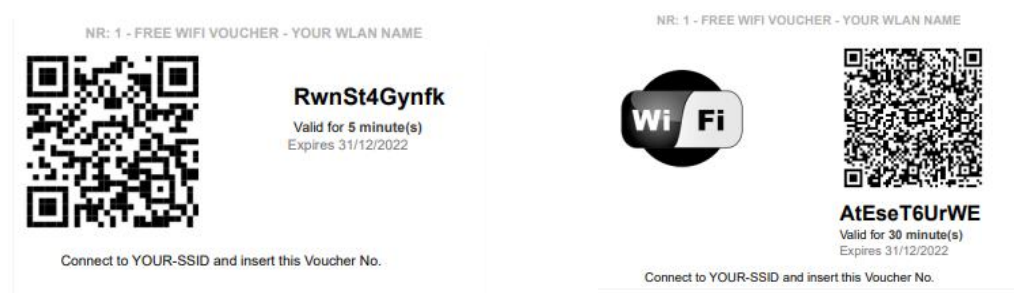 NR: 1 - FREE WIFI VOUCHER - YOUR WLAN NAME
RwnSt4Gynfk
Valid for 5 minute(s)
Expires 31/12/2022
Connect to YOUR-SSID and insert this Voucher No.
NR: 1 - FREE WIFI VOUCHER - YOUR WLAN NAME
Wi Fi
AtEseT6UrWE
Valid for 30 minute(s)
Expires 31/12/2022
Connect to YOUR-SSID and insert this Voucher No.